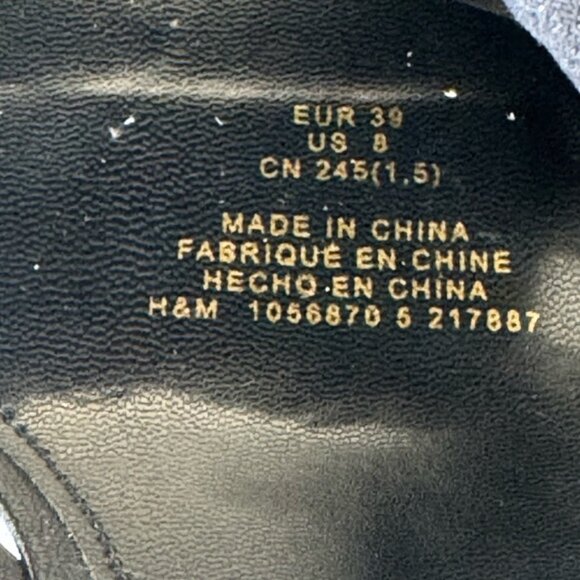 EUR 39
US 8
CN 245(1.5)
MADE IN CHINA
FABRIQUÉ EN CHINE
HECHO EN CHINA
H&M 1056870 5 217887